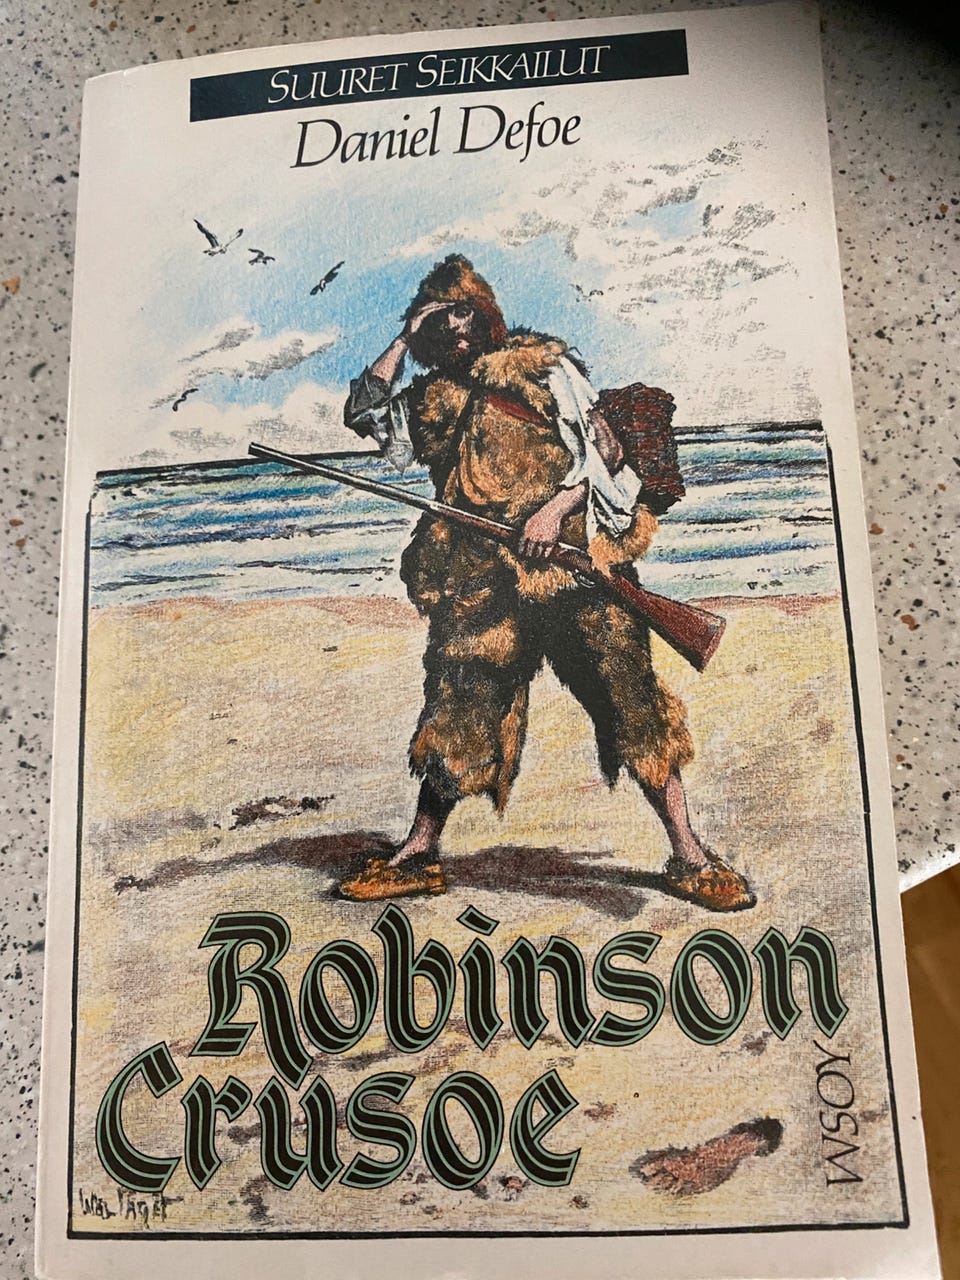 SUURET SEIKKAILUT
Daniel Defoe
Robinson
Crusoe
WSOY